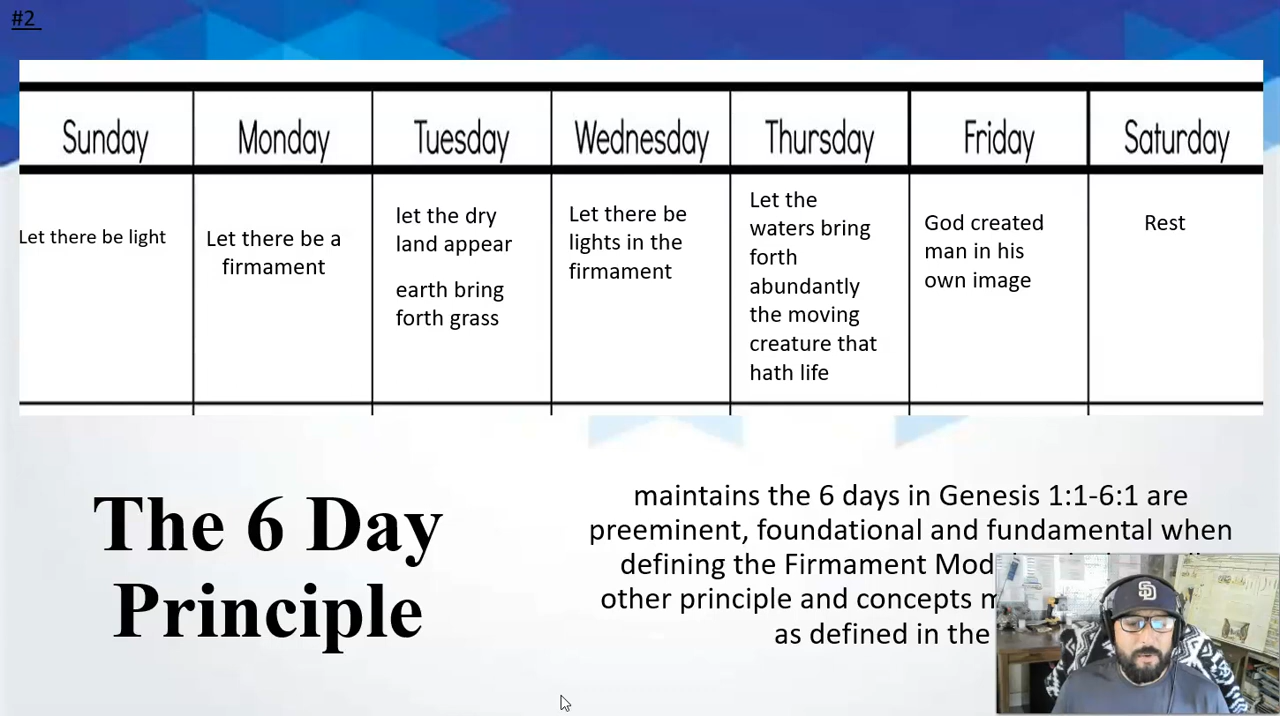 #2
Sunday
Monday
Tuesday
Wednesday
Thursday
Friday
Saturday
Let there be light
Let there be a
firmament
let the dry
land appear
earth bring
forth grass
Let there be
lights in the
firmament
Let the
waters bring
forth
abundantly
the moving
creature that
hath life
God created
man in his
own image
Rest
The 6 Day
Principle
maintains the 6 days in Genesis 1:1-6:1 are
preeminent, foundational and fundamental when
defining the Firmament
other principle and concepts
as defined in the
SD